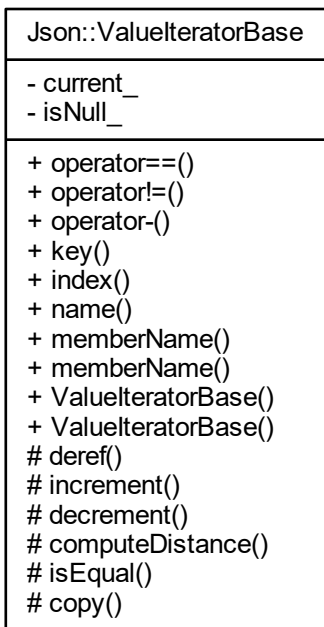 Json::ValueIteratorBase
- current_
- isNull_
+ operator==()
+ operator!=()
+ operator-()
+ key()
+ index()
+ name()
+ memberName()
+ memberName()
+ ValueIteratorBase()
+ ValueIteratorBase()
# deref()
# increment()
# decrement()
# computeDistance()
# isEqual()
# copy()